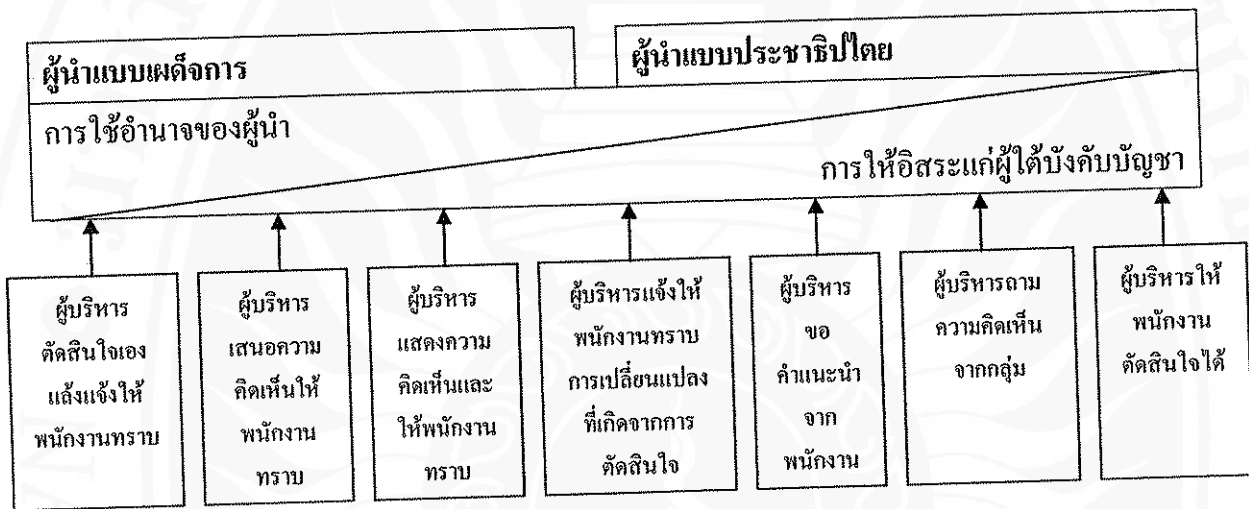 ผู้นำแบบเผด็จการ
ผู้นำแบบประชาธิปไตย
การใช้อำนาจของผู้นำ
การให้อิสระแก่ผู้ใต้บังคับบัญชา
ผู้บริหาร
ตัดสินใจเอง
แล้งแจ้งให้
พนักงานทราบ
ผู้บริหาร
เสนอความ
คิดเห็นให้
พนักงาน
ทราบ
ผู้บริหาร
แสดงความ
คิดเห็นและ
ให้พนักงาน
ทราบ
ผู้บริหารแจ้งให้
พนักงานทราบ
การเปลี่ยนแปลง
ที่เกิดจากการ
ตัดสินใจ
ผู้บริหาร
ขอ
คำแนะนำ
จาก
พนักงาน
ผู้บริหารถาม
ความคิดเห็น
จากกลุ่ม
ผู้บริหารให้
พนักงาน
ตัดสินใจได้